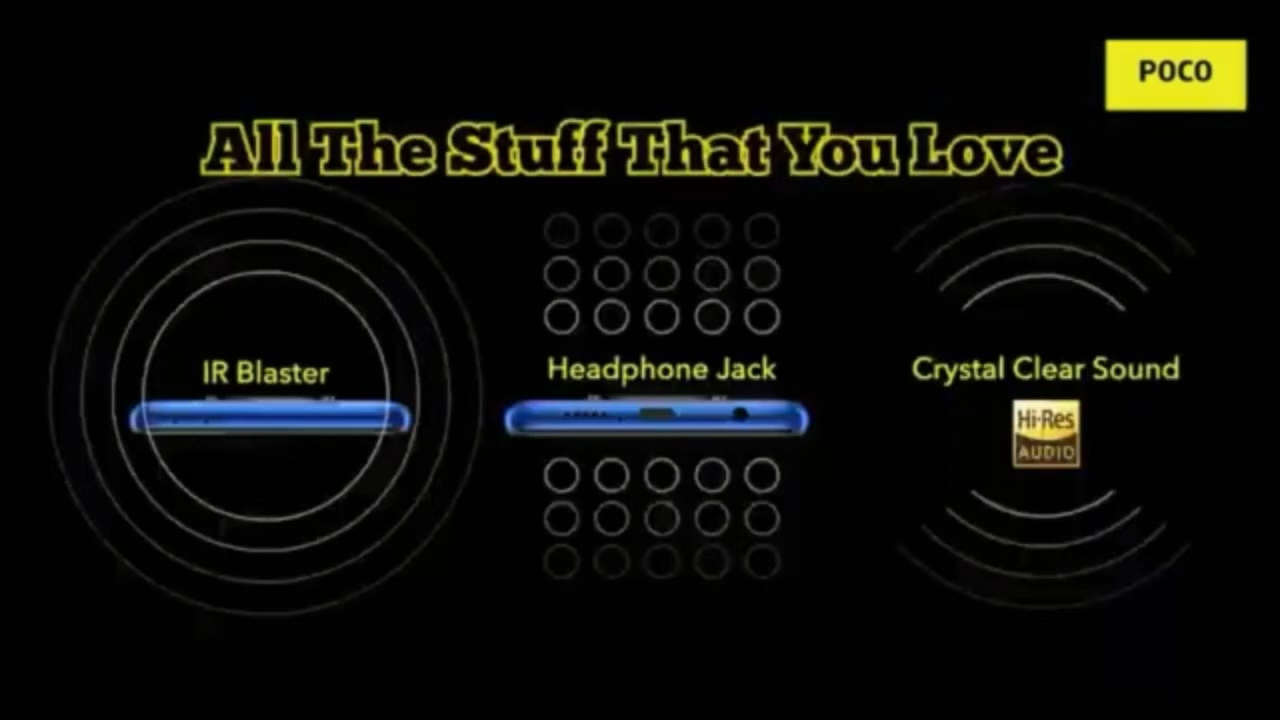 POCO
All The Stuff That You Love
IR Blaster
Headphone Jack
Crystal Clear Sound
Hi-Res
AUDIO